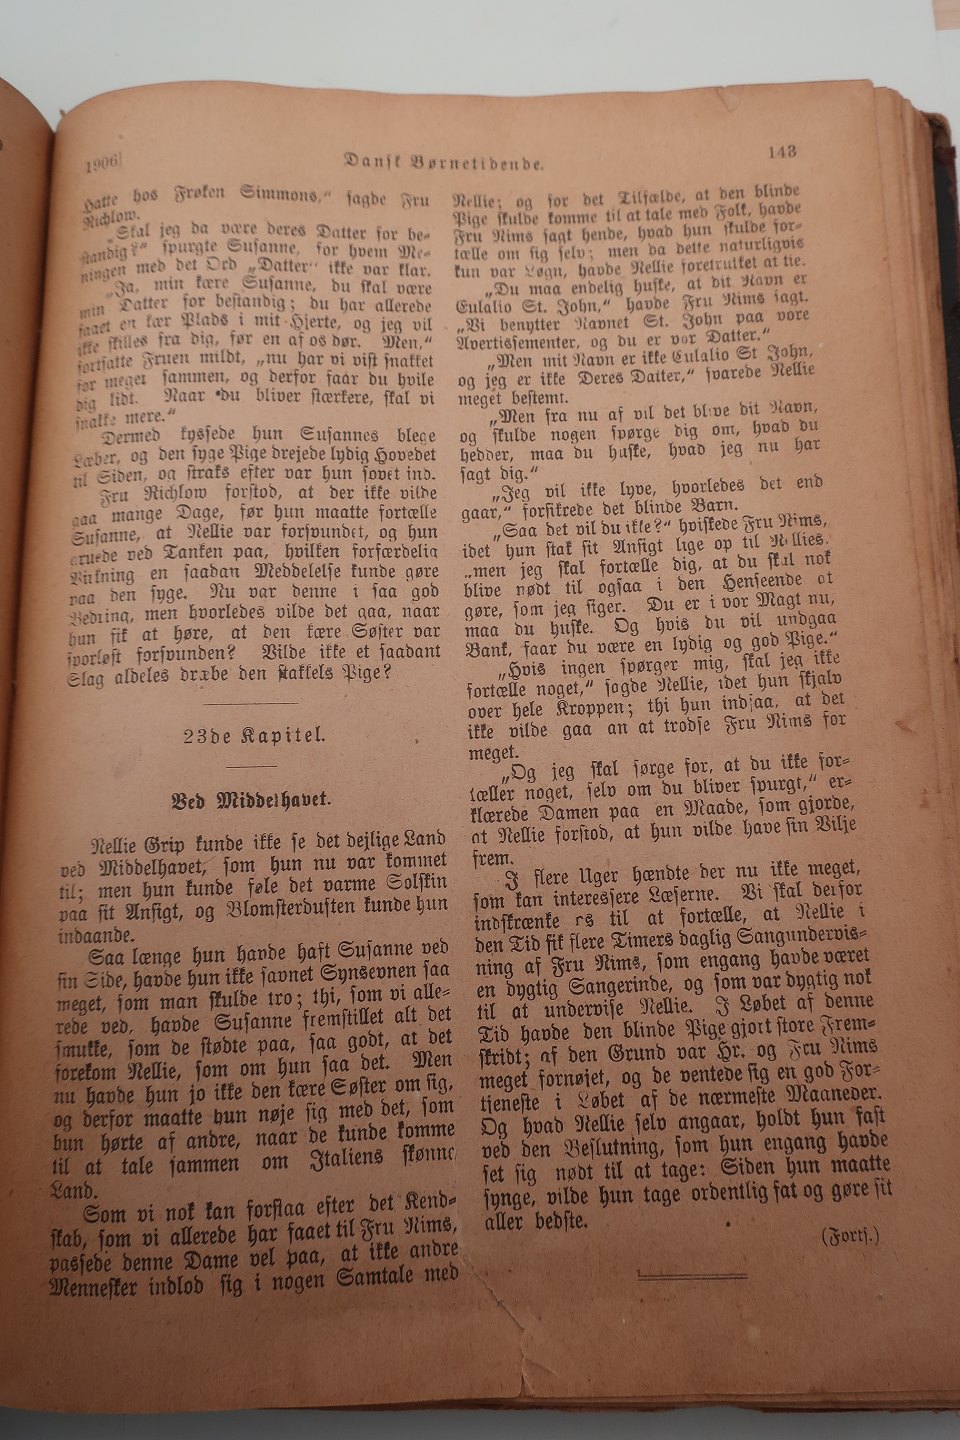 1906
Dansk Børnetidende.
143
hatte hos Frøken Simmons,“ sagde Fru
Richlow.
„Skal jeg da være deres Datter for be-
standig?“ spurgte Susanne, for hvem Me-
ningen med det Ord „Datter“ ikke var klar.
„Ja, min kære Susanne, du skal være
min Datter for bestandig; du har allerede
faaet en kær Plads i mit Hjerte, og jeg vil
ikke skilles fra dig, før en af os dør. Men,“
fortsatte Fruen mildt, „nu har vi vist snakket
for meget sammen, og derfor faar du hvile
dig lidt. Naar du bliver stærkere, skal vi
snakke mere.“
Dermed kyssede hun Susannes blege
Læber, og den syge Pige drejede lydig Hovedet
til Siden, og straks efter var hun sovet ind.
Fru Richlow forstod, at der ikke vilde
gaa mange Dage, før hun maatte fortælle
Susanne, at Nellie var forsvundet, og hun
gruede ved Tanken paa, hvilken forfærdelig
Virkning en saadan Meddelelse kunde gøre
paa den syge. Nu var denne i saa god
Bedring, men hvorledes vilde det gaa, naar
hun fik at høre, at den kære Søster var
sporløst forsvunden? Vilde ikke et saadant
Slag aldeles dræbe den stakkels Pige?
23de Kapitel.
Ved Middelhavet.
Nellie Grip kunde ikke se det dejlige Land
ved Middelhavet, som hun nu var kommet
til; men hun kunde føle det varme Solskin
paa sit Ansigt, og Blomsterduften kunde hun
indaande.
Saa længe hun havde haft Susanne ved
sin Side, havde hun ikke savnet Synsevnen saa
meget, som man skulde tro; thi, som vi alle-
rede ved, havde Susanne fremstillet alt det
smukke, som de stødte paa, saa godt, at det
forekom Nellie, som om hun saa det. Men
nu havde hun jo ikke den kære Søster om sig,
og derfor maatte hun nøje sig med det, som
hun hørte af andre, naar de kunde komme
til at tale sammen om Italiens skønne
Land.
Som vi nok kan forstaa efter det Kend-
skab, som vi allerede har faaet til Fru Nims,
passede denne Dame vel paa, at ikke andre
Mennesker indlod sig i nogen Samtale med
Nellie; og for det Tilfælde, at den blinde
Pige skulde komme til at tale med Folk, havde
Fru Nims sagt hende, hvad hun skulde for-
tælle om sig selv; men da dette naturligvis
kun var Løgn, havde Nellie foretrukket at tie.
„Du maa endelig huske, at dit Navn er
Eulalio St. John,“ havde Fru Nims sagt.
„Vi benytter Navnet St. John paa vore
Avertissementer, og du er vor Datter.“
„Men mit Navn er ikke Eulalio St John,
og jeg er ikke Deres Datter,“ svarede Nellie
meget bestemt.
„Men fra nu af vil det blive dit Navn,
og skulde nogen spørge dig om, hvad du
hedder, maa du huske, hvad jeg nu har
sagt dig.“
„Jeg vil ikke lyve, hvorledes det end
gaar,“ forsikrede det blinde Barn.
„Saa det vil du ikke?“ hviskede Fru Nims,
idet hun stak sit Ansigt lige op til Nellies,
„men jeg skal fortælle dig, at du skal nok
blive nødt til ogsaa i den Henseende at
gøre, som jeg siger. Du er i vor Magt nu,
maa du huske. Og hvis du vil undgaa
Bank, faar du være en lydig og god Pige.“
„Hvis ingen spørger mig, skal jeg ikke
fortælle noget,“ sagde Nellie, idet hun skjalv
over hele Kroppen; thi hun indsaa, at det
ikke vilde gaa an at trodse Fru Nims for
meget.
„Og jeg skal sørge for, at du ikke for-
tæller noget, selv om du bliver spurgt,“ er-
klærede Damen paa en Maade, som gjorde,
at Nellie forstod, at hun vilde have sin Vilje
frem.
I flere Uger hændte der nu ikke meget,
som kan interessere Læserne. Vi skal derfor
indskrænke os til at fortælle, at Nellie i
den Tid fik flere Timers daglig Sangundervis-
ning af Fru Nims, som engang havde været
en dygtig Sangerinde, og som var dygtig nok
til at undervise Nellie. I Løbet af denne
Tid havde den blinde Pige gjort store Frem-
skridt; af den Grund var Hr. og Fru Nims
meget fornøjet, og de ventede sig en god For-
tjeneste i Løbet af de nærmeste Maaneder.
Og hvad Nellie selv angaar, holdt hun fast
ved den Beslutning, som hun engang havde
set sig nødt til at tage: Siden hun maatte
synge, vilde hun tage ordentlig fat og gøre sit
aller bedste.
(Forts.)